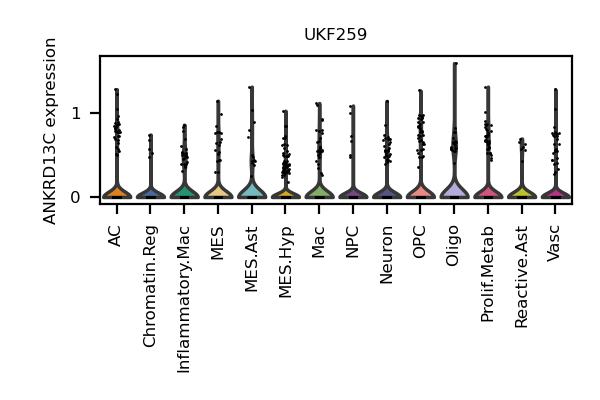 UKF259
ANKRD13C expression
1
0
AC
Chromatin.Reg
Inflammatory.Mac
MES
MES.Ast
MES.Hyp
Mac
NPC
Neuron
OPC
Oligo
Prolif.Metab
Reactive.Ast
Vasc